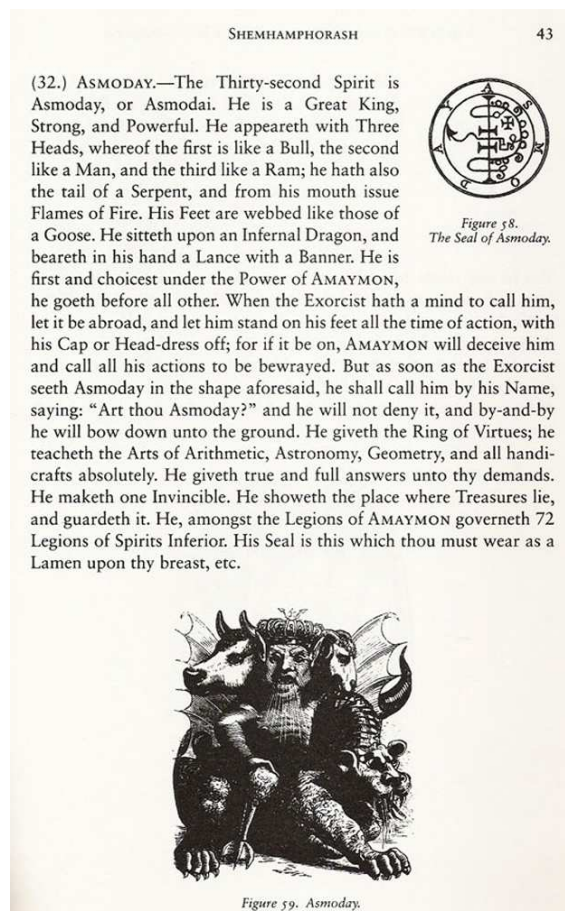 SHEMHAMPHORASH 43
(32.) ASMODAY.—The Thirty-second Spirit is
Asmoday, or Asmodai. He is a Great King,
Strong, and Powerful. He appeareth with Three
Heads, whereof the first is like a Bull, the second
like a Man, and the third like a Ram; he hath also
the tail of a Serpent, and from his mouth issue
Flames of Fire. His Feet are webbed like those of
a Goose. He sitteth upon an Infernal Dragon, and
beareth in his hand a Lance with a Banner. He is
first and choicest under the Power of AMAYMON,
he goeth before all other. When the Exorcist hath a mind to call him,
let it be abroad, and let him stand on his feet all the time of action, with
his Cap or Head-dress off; for if it be on, AMAYMON will deceive him
and call all his actions to be bewrayed. But as soon as the Exorcist
seeth Asmoday in the shape aforesaid, he shall call him by his Name,
saying: “Art thou Asmoday?” and he will not deny it, and by-and-by
he will bow down unto the ground. He giveth the Ring of Virtues; he
teacheth the Arts of Arithmetic, Astronomy, Geometry, and all handi-
crafts absolutely. He giveth true and full answers unto thy demands.
He maketh one Invincible. He showeth the place where Treasures lie,
and guardeth it. He, amongst the Legions of AMAYMON governeth 72
Legions of Spirits Inferior. His Seal is this which thou must wear as a
Lamen upon thy breast, etc.
ASMODAY
Figure 58.
The Seal of Asmoday.
Figure 59. Asmoday.